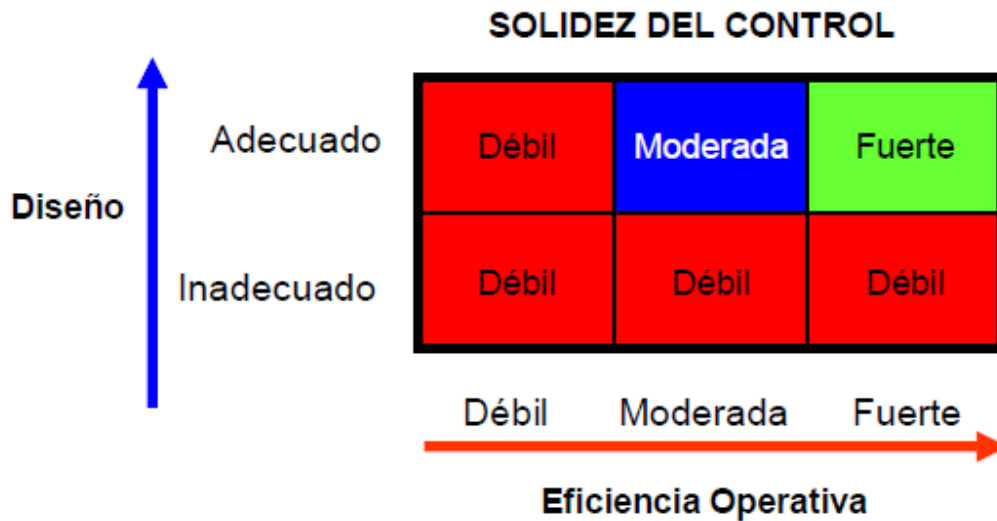 SOLIDEZ DEL CONTROL
Adecuado Débil Moderada Fuerte
Diseño
Inadecuado Débil Débil Débil
Débil Moderada Fuerte
Eficiencia Operativa